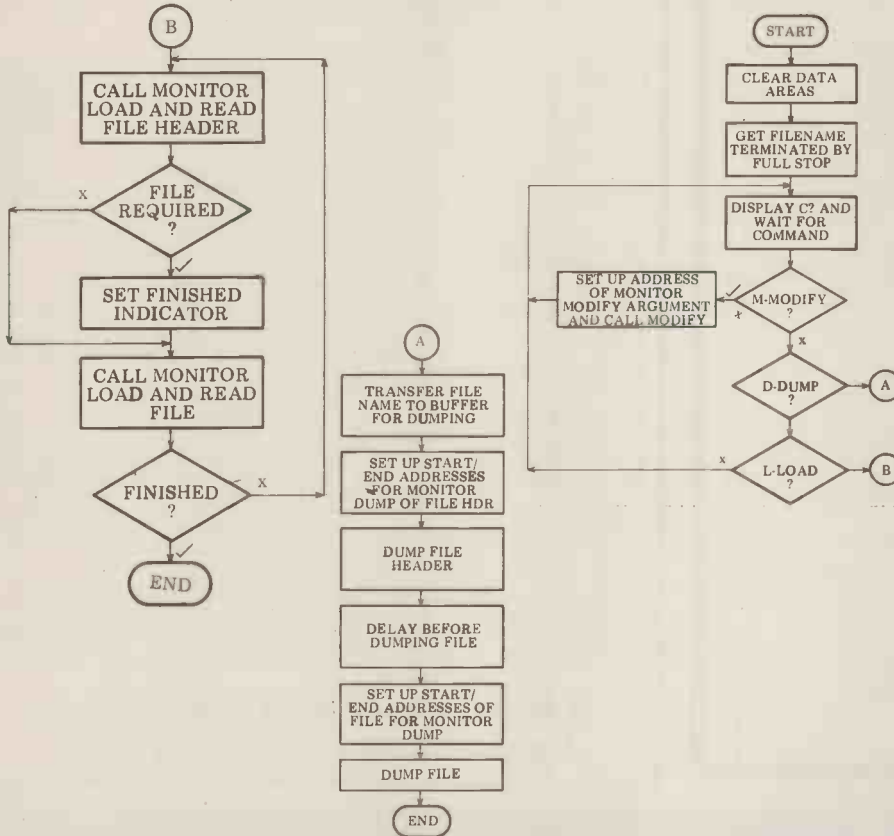 B
CALL MONITOR
LOAD AND READ
FILE HEADER
FILE
REQUIRED
?
X
✓
SET FINISHED
INDICATOR
CALL MONITOR
LOAD AND READ
FILE
FINISHED
?
X
✓
END
A
TRANSFER FILE
NAME TO BUFFER
FOR DUMPING
SET UP START/
END ADDRESSES
FOR MONITOR
DUMP OF FILE HDR
DUMP FILE
HEADER
DELAY BEFORE
DUMPING FILE
SET UP START/
END ADDRESSES OF
FILE FOR MONITOR
DUMP
DUMP FILE
END
START
CLEAR DATA
AREAS
GET FILENAME
TERMINATED BY
FULL STOP
DISPLAY C? AND
WAIT FOR
COMMAND
M-MODIFY
?
✓
x
X
SET UP ADDRESS
OF MONITOR
MODIFY ARGUMENT
AND CALL MODIFY
D-DUMP
?
A
L-LOAD
?
X
B